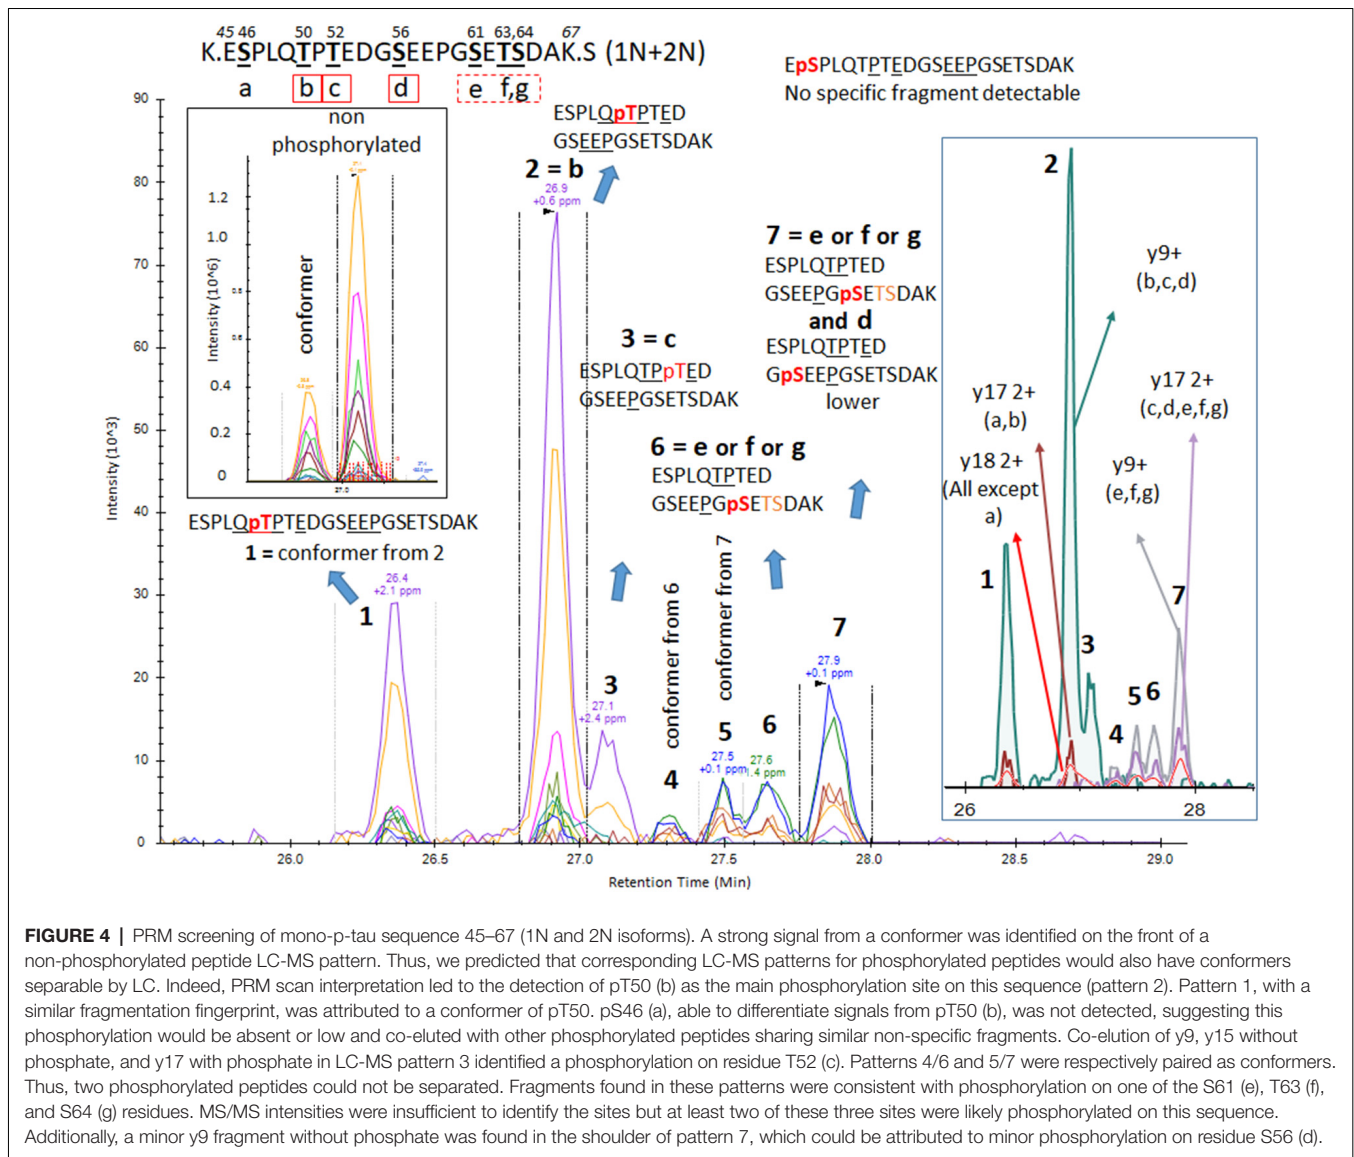 45 46 50 52 56 61 63,64 67
K.ESPLQTPTEDGSEEPGSETSDAK.S (1N+2N)
a b c d e f,g
EpSPLQTPTEDGSEEPGSETSDAK
No specific fragment detectable
non
phosphorylated
Intensity (10^6)
1.2
1.0
0.8
0.6
0.4
0.2
0
conformer
27.0
ESPLQpTPTED
GSEEPGSETSDAK
2 = b
26.9
+0.6 ppm
ESPLQpTPTEDGSEEPGSETSDAK
1 = conformer from 2
26.4
+2.1 ppm
1
3 = c
ESPLQTPpTED
GSEEPGSETSDAK
3
27.1
+2.4 ppm
7 = e or f or g
ESPLQTPTED
GSEEPGpSETSDAK
and d
ESPLQTPTED
GpSEEPGSETSDAK
lower
6 = e or f or g
ESPLQTPTED
GSEEPGpSETSDAK
conformer from 6
4
conformer from 7
5
27.5
+0.1 ppm
6
27.6
.4 ppm
7
27.9
+0.1 ppm
2
y9+
(b,c,d)
y17 2+
(a,b)
y17 2+
(c,d,e,f,g)
y18 2+
(All except
a)
y9+
(e,f,g)
1
3
4
5
6
7
26 28
Intensity (10^3)
90
80
70
60
50
40
30
20
10
0
26.0 26.5 27.0 27.5 28.0 28.5 29.0
Retention Time (Min)
FIGURE 4 | PRM screening of mono-p-tau sequence 45–67 (1N and 2N isoforms). A strong signal from a conformer was identified on the front of a
non-phosphorylated peptide LC-MS pattern. Thus, we predicted that corresponding LC-MS patterns for phosphorylated peptides would also have conformers
separable by LC. Indeed, PRM scan interpretation led to the detection of pT50 (b) as the main phosphorylation site on this sequence (pattern 2). Pattern 1, with a
similar fragmentation fingerprint, was attributed to a conformer of pT50. pS46 (a), able to differentiate signals from pT50 (b), was not detected, suggesting this
phosphorylation would be absent or low and co-eluted with other phosphorylated peptides sharing similar non-specific fragments. Co-elution of y9, y15 without
phosphate, and y17 with phosphate in LC-MS pattern 3 identified a phosphorylation on residue T52 (c). Patterns 4/6 and 5/7 were respectively paired as conformers.
Thus, two phosphorylated peptides could not be separated. Fragments found in these patterns were consistent with phosphorylation on one of the S61 (e), T63 (f),
and S64 (g) residues. MS/MS intensities were insufficient to identify the sites but at least two of these three sites were likely phosphorylated on this sequence.
Additionally, a minor y9 fragment without phosphate was found in the shoulder of pattern 7, which could be attributed to minor phosphorylation on residue S56 (d).